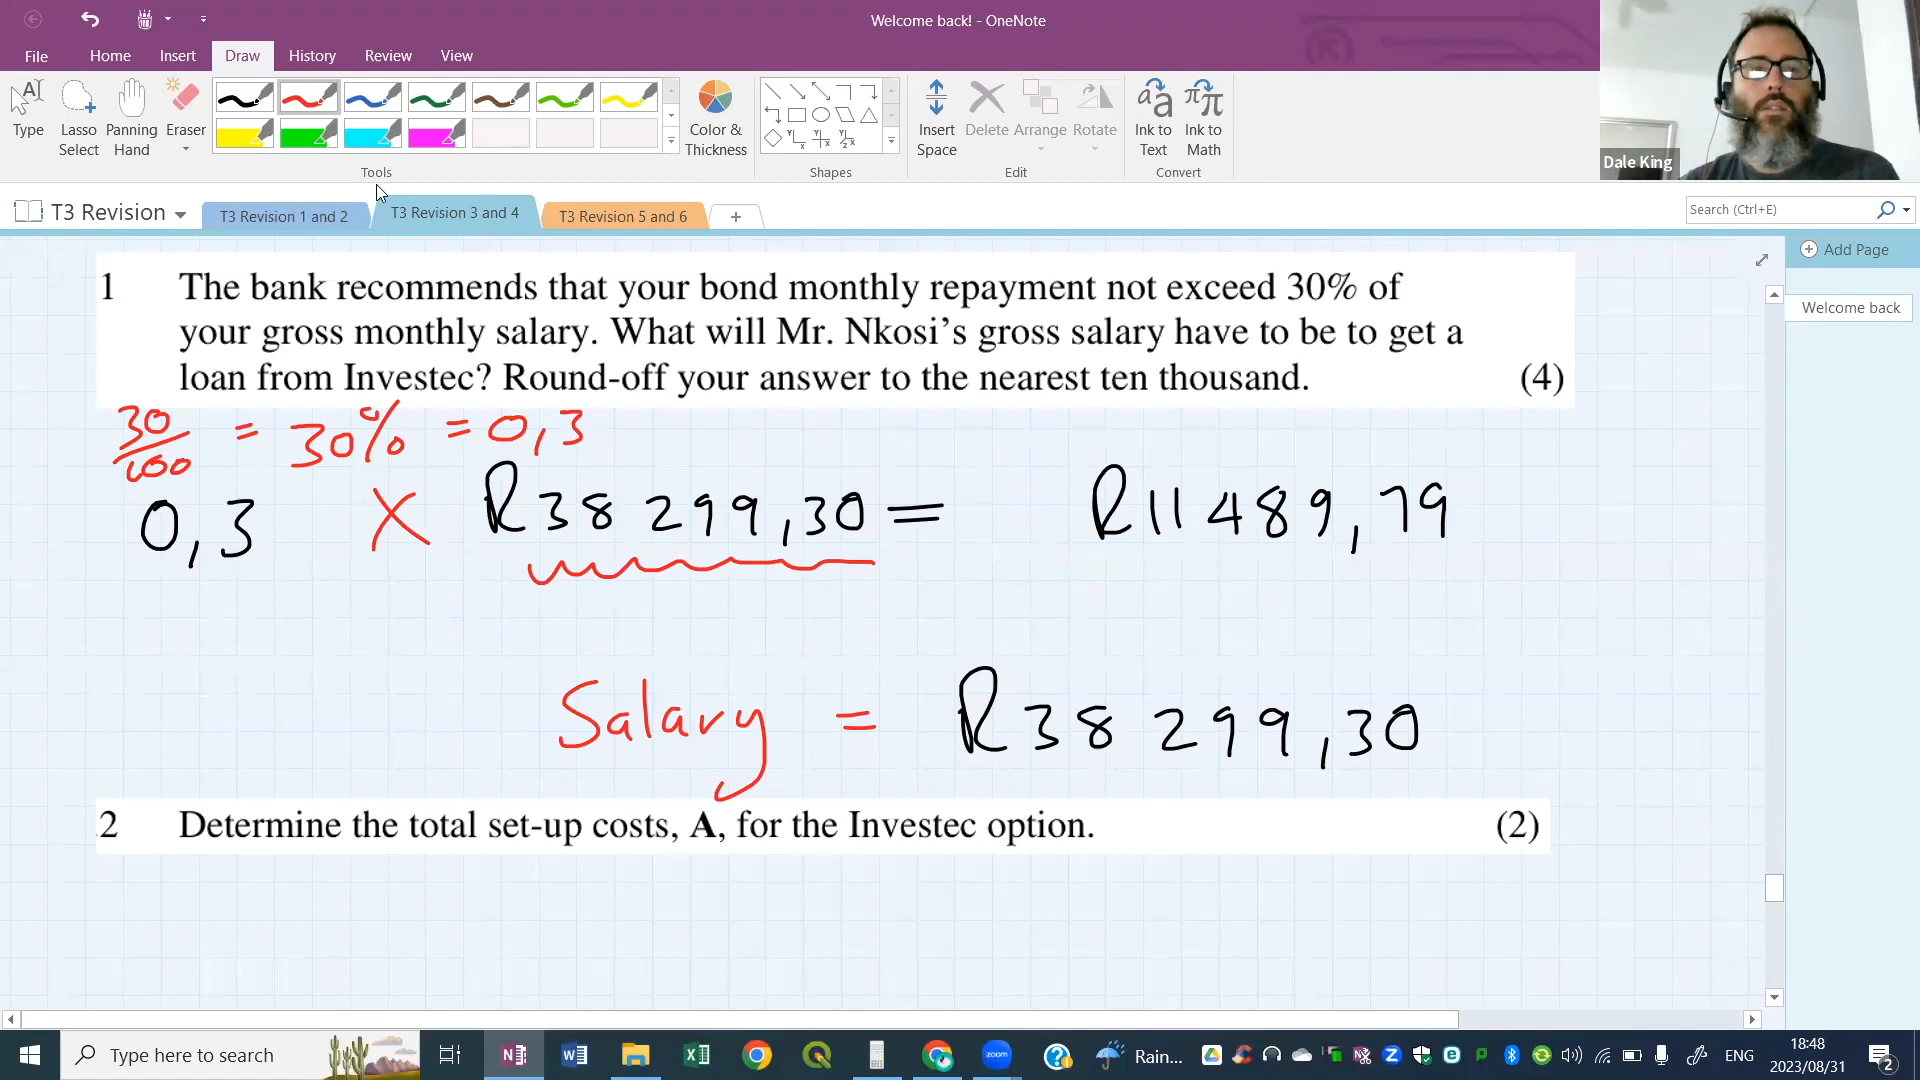 Welcome back! - OneNote
File Home Insert Draw History Review View
Type
Lasso Select
Panning Hand
Eraser
Color & Thickness
Insert Space
Delete
Arrange
Rotate
Ink to Text
Ink to Math
Tools
Shapes
Edit
Convert
Dale King
T3 Revision
T3 Revision 1 and 2
T3 Revision 3 and 4
T3 Revision 5 and 6
Search (Ctrl+E)
Add Page
Welcome back
1 The bank recommends that your bond monthly repayment not exceed 30% of
your gross monthly salary. What will Mr. Nkosi’s gross salary have to be to get a
loan from Investec? Round-off your answer to the nearest ten thousand. (4)
30/100 = 30% = 0,3
0,3 X R38 299,30 = R11 489,79
Salary = R38 299,30
.2 Determine the total set-up costs, A, for the Investec option. (2)
Type here to search
zoom
Rain...
ENG
18:48
2023/08/31
2